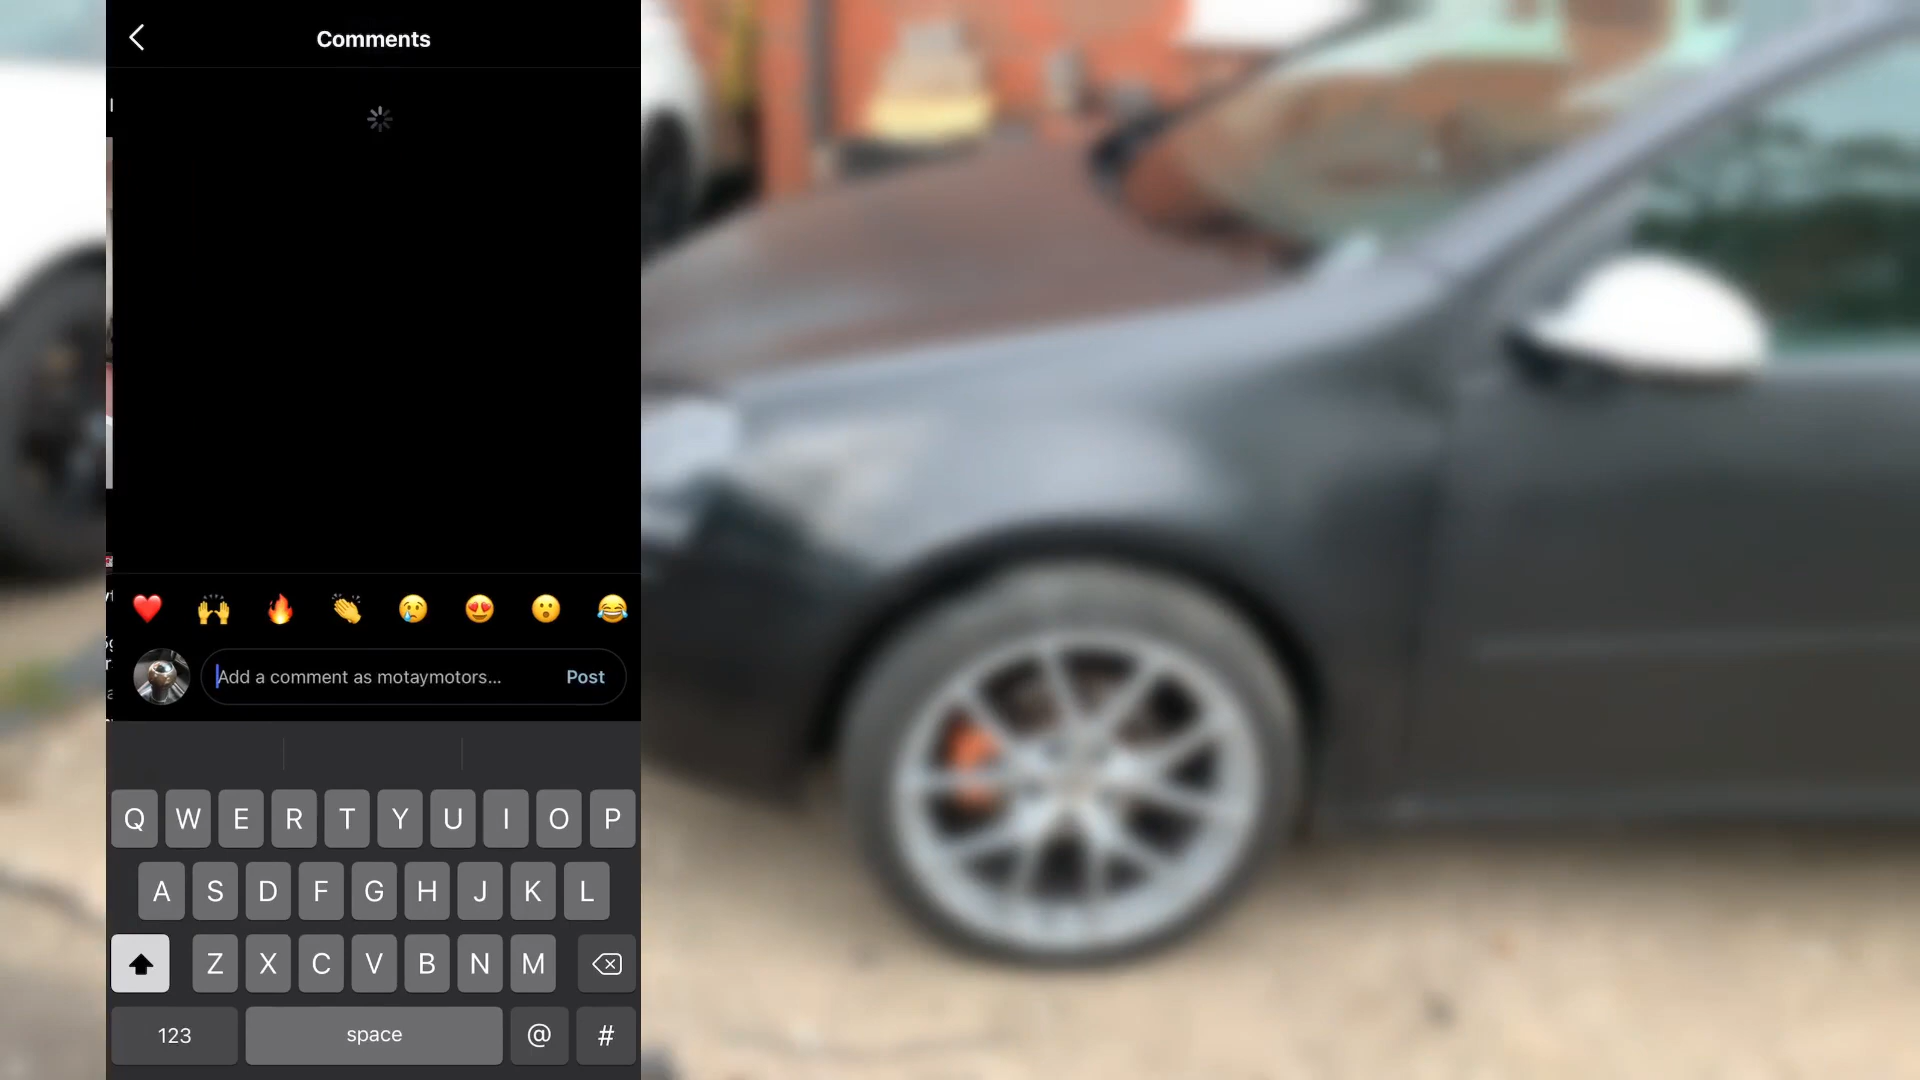 Comments
Add a comment as motaymotors...
Post
Q W E R T Y U I O P
A S D F G H J K L
Z X C V B N M
123
space
@
#